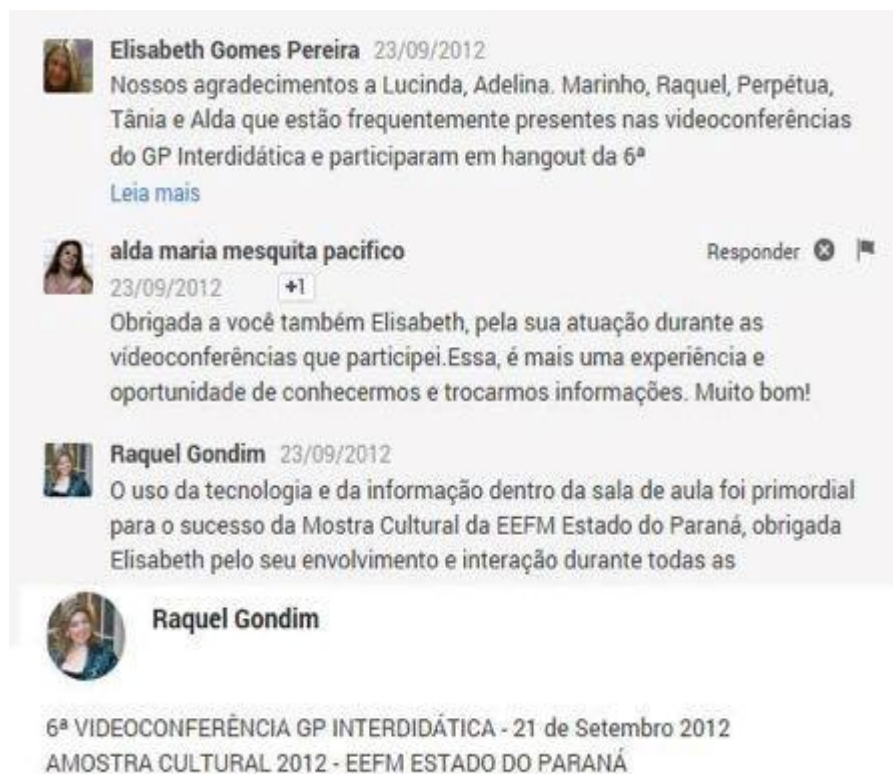 Elisabeth Gomes Pereira 23/09/2012
Nossos agradecimentos a Lucinda, Adelina. Marinho, Raquel, Perpétua,
Tânia e Alda que estão frequentemente presentes nas videoconferências
do GP Interdidática e participaram em hangout da 6ª
Leia mais
alda maria mesquita pacifico Responder
23/09/2012 +1
Obrigada a você também Elisabeth, pela sua atuação durante as
vídeoconferências que participei.Essa, é mais uma experiência e
oportunidade de conhecermos e trocarmos informações. Muito bom!
Raquel Gondim 23/09/2012
O uso da tecnologia e da informação dentro da sala de aula foi primordial
para o sucesso da Mostra Cultural da EEFM Estado do Paraná, obrigada
Elisabeth pelo seu envolvimento e interação durante todas as
Raquel Gondim
6ª VIDEOCONFERÊNCIA GP INTERDIDÁTICA - 21 de Setembro 2012
AMOSTRA CULTURAL 2012 - EEFM ESTADO DO PARANÁ